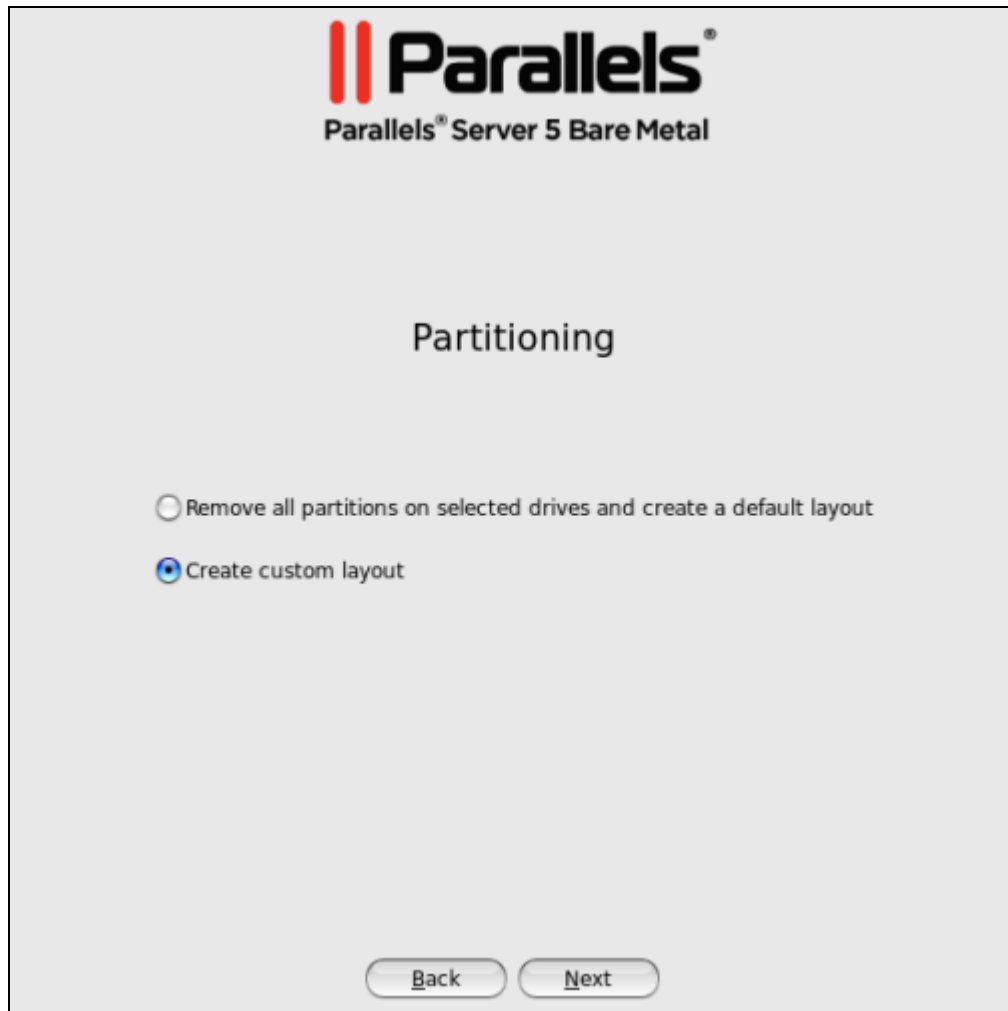 Parallels®
Parallels® Server 5 Bare Metal
Partitioning
Remove all partitions on selected drives and create a default layout
Create custom layout
Back Next